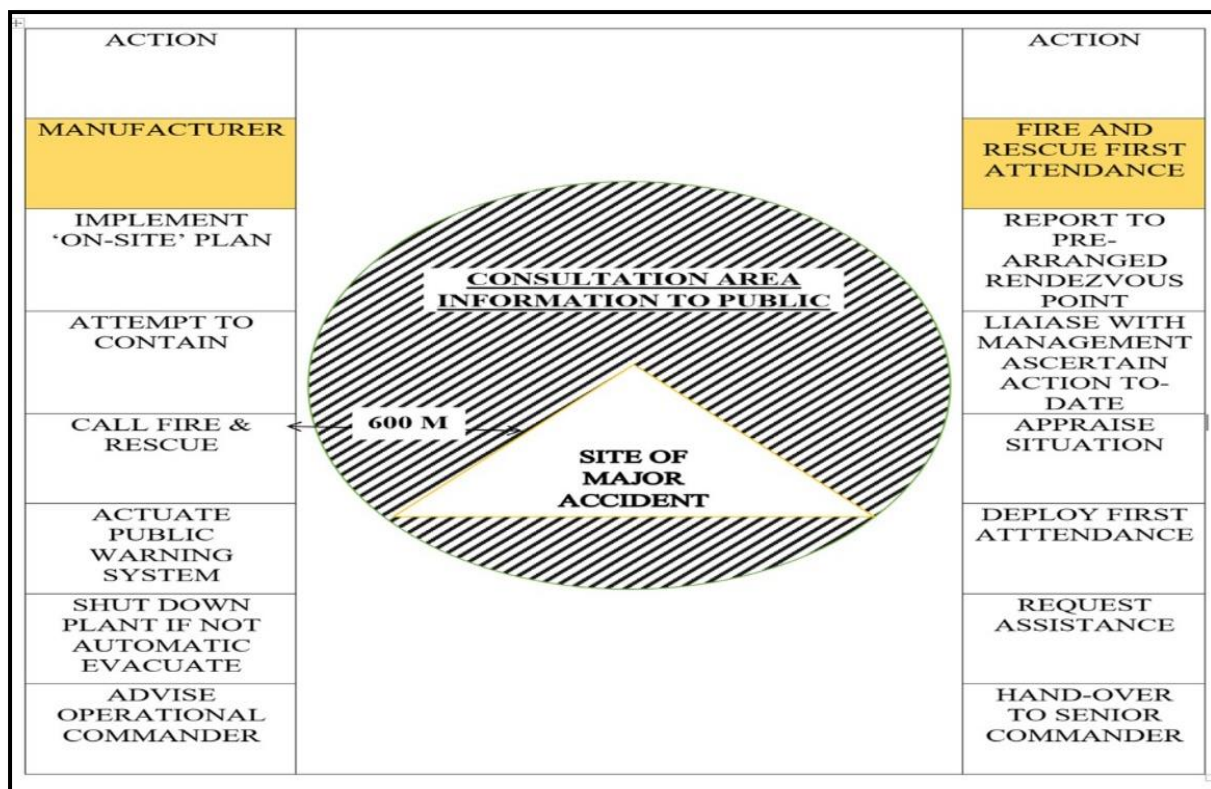 ACTION
MANUFACTURER
IMPLEMENT
‘ON-SITE’ PLAN
ATTEMPT TO
CONTAIN
CALL FIRE &
RESCUE
ACTUATE
PUBLIC
WARNING
SYSTEM
SHUT DOWN
PLANT IF NOT
AUTOMATIC
EVACUATE
ADVISE
OPERATIONAL
COMMANDER
CONSULTATION AREA
INFORMATION TO PUBLIC
600 M
SITE OF
MAJOR
ACCIDENT
ACTION
FIRE AND
RESCUE FIRST
ATTENDANCE
REPORT TO
PRE-
ARRANGED
RENDEZVOUS
POINT
LIAIASE WITH
MANAGEMENT
ASCERTAIN
ACTION TO-
DATE
APPRAISE
SITUATION
DEPLOY FIRST
ATTTENDANCE
REQUEST
ASSISTANCE
HAND-OVER
TO SENIOR
COMMANDER